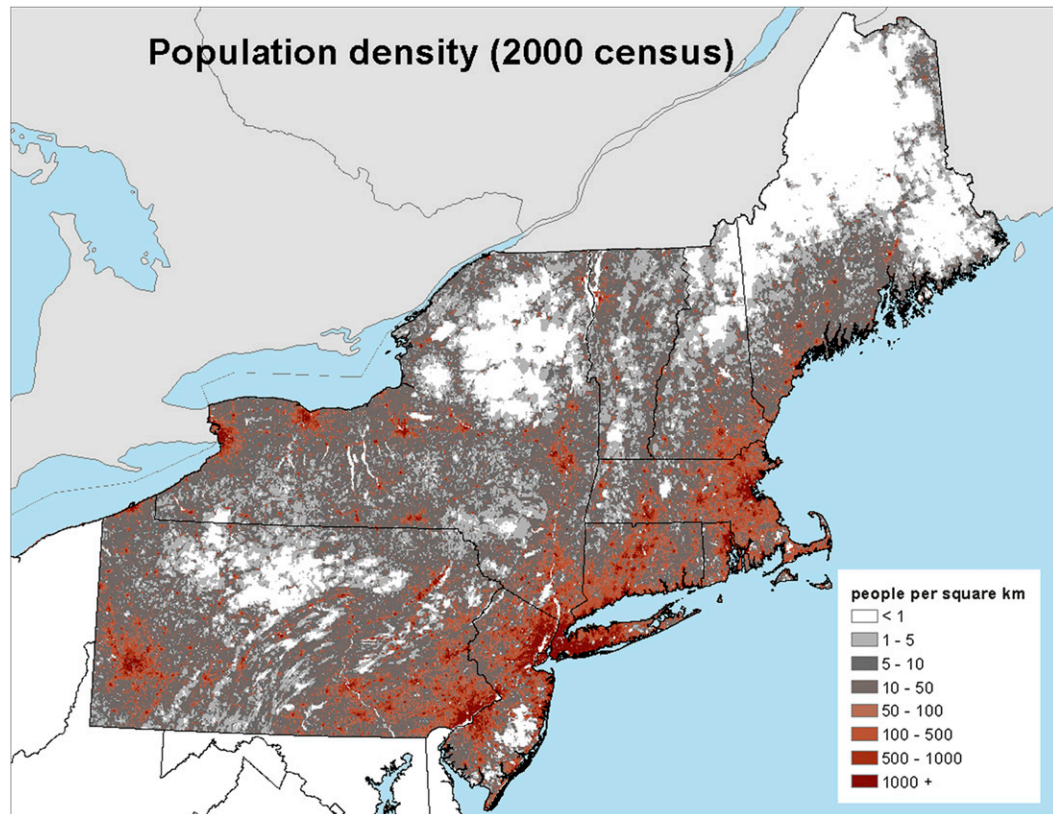 Population density (2000 census)
people per square km
< 1
1 - 5
5 - 10
10 - 50
50 - 100
100 - 500
500 - 1000
1000 +